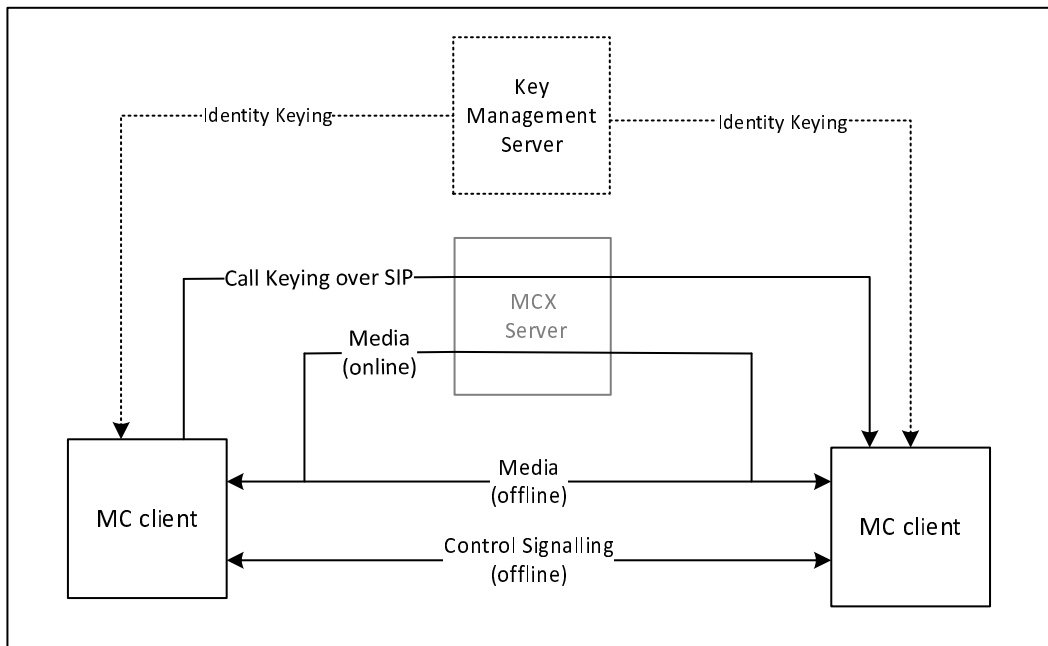 Key
Management
Server
Identity Keying
Identity Keying
Call Keying over SIP
MCX
Server
Media
(online)
Media
(offline)
MC client
MC client
Control Signalling
(offline)